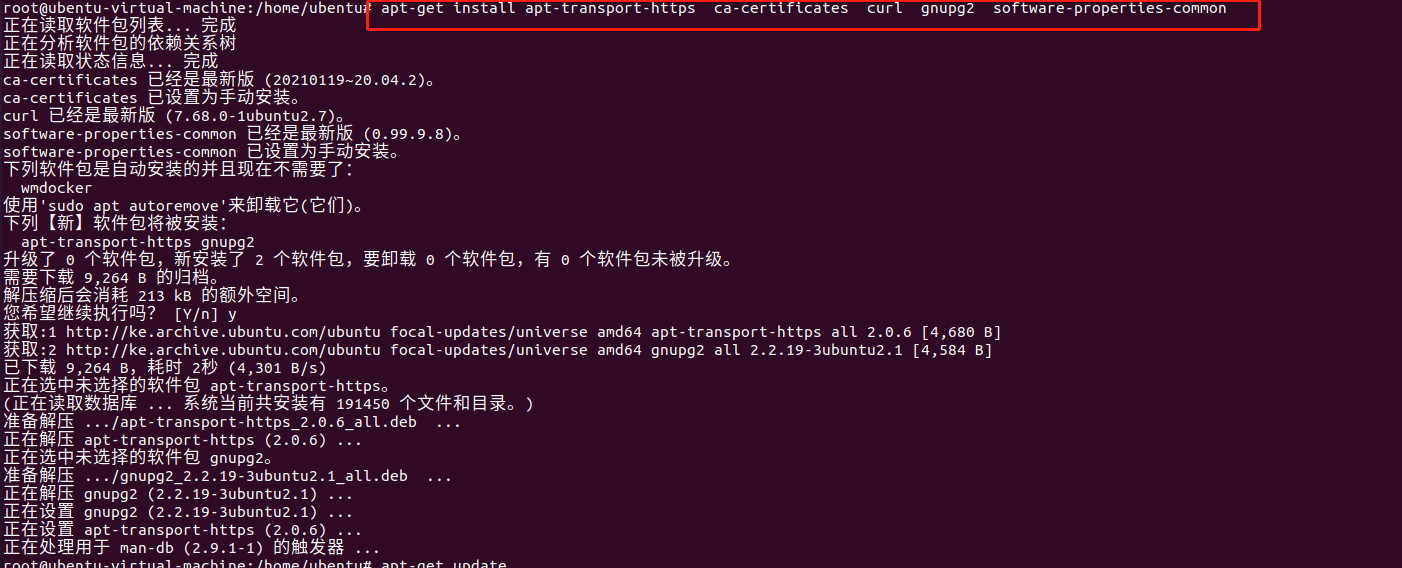 root@ubentu-virtual-machine:/home/ubentu# apt-get install apt-transport-https  ca-certificates  curl  gnupg2  software-properties-common
正在读取软件包列表... 完成
正在分析软件包的依赖关系树
正在读取状态信息... 完成
ca-certificates 已经是最新版 (20210119~20.04.2)。
ca-certificates 已设置为手动安装。
curl 已经是最新版 (7.68.0-1ubuntu2.7)。
software-properties-common 已经是最新版 (0.99.9.8)。
software-properties-common 已设置为手动安装。
下列软件包是自动安装的并且现在不需要了：
  wmdocker
使用'sudo apt autoremove'来卸载它(它们)。
下列【新】软件包将被安装：
  apt-transport-https gnupg2
升级了 0 个软件包，新安装了 2 个软件包，要卸载 0 个软件包，有 0 个软件包未被升级。
需要下载 9,264 B 的归档。
解压缩后会消耗 213 kB 的额外空间。
您希望继续执行吗？ [Y/n] y
获取:1 http://ke.archive.ubuntu.com/ubuntu focal-updates/universe amd64 apt-transport-https all 2.0.6 [4,680 B]
获取:2 http://ke.archive.ubuntu.com/ubuntu focal-updates/universe amd64 gnupg2 all 2.2.19-3ubuntu2.1 [4,584 B]
已下载 9,264 B，耗时 2秒 (4,301 B/s)
正在选中未选择的软件包 apt-transport-https。
(正在读取数据库 ... 系统当前共安装有 191450 个文件和目录。)
准备解压 .../apt-transport-https_2.0.6_all.deb  ...
正在解压 apt-transport-https (2.0.6) ...
正在选中未选择的软件包 gnupg2。
准备解压 .../gnupg2_2.2.19-3ubuntu2.1_all.deb  ...
正在解压 gnupg2 (2.2.19-3ubuntu2.1) ...
正在设置 gnupg2 (2.2.19-3ubuntu2.1) ...
正在设置 apt-transport-https (2.0.6) ...
正在处理用于 man-db (2.9.1-1) 的触发器 ...
root@ubentu-virtual-machine:/home/ubentu# apt-get update